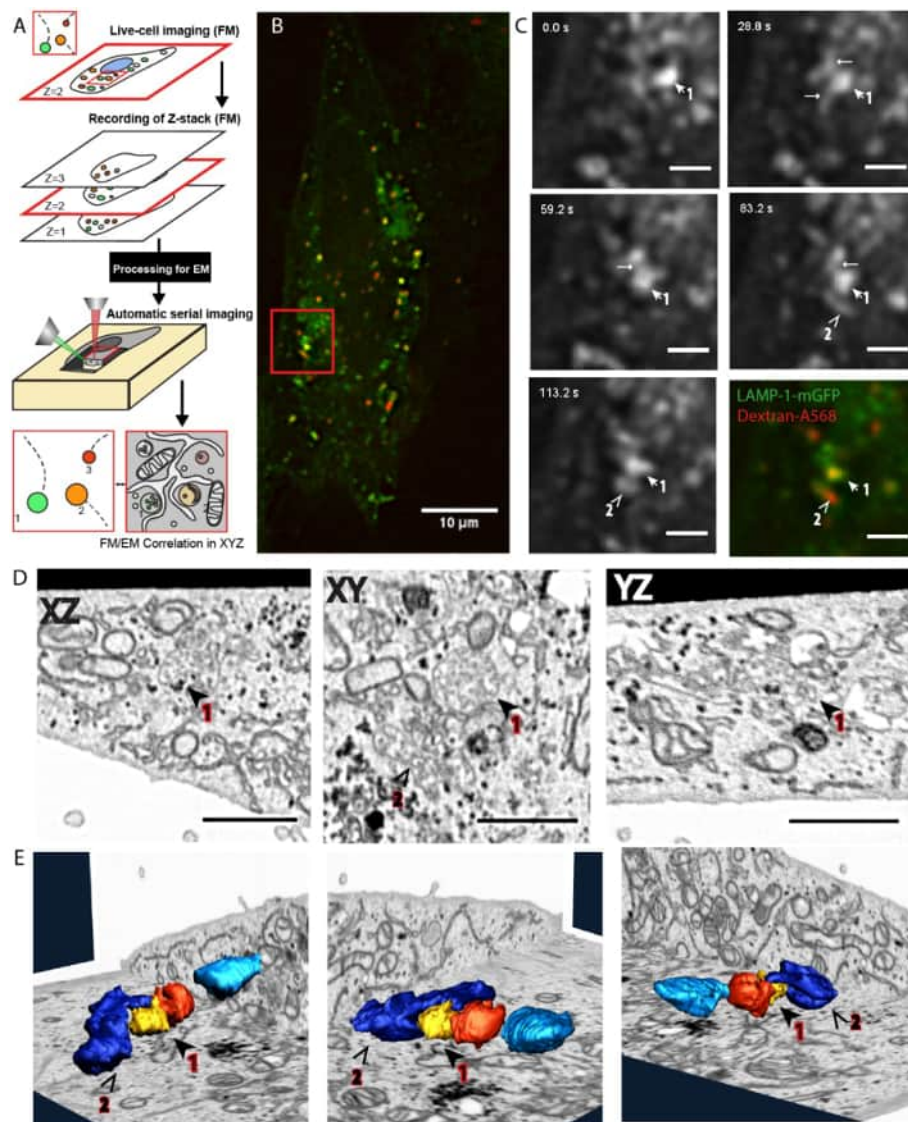 A
Live-cell imaging (FM)
Z=2
Recording of Z-stack (FM)
Z=3
Z=2
Z=1
Processing for EM
Automatic serial imaging
1
2
3
FM/EM Correlation in XYZ
B
10 µm
C
0.0 s
1
28.8 s
1
59.2 s
1
83.2 s
1
2
113.2 s
1
2
LAMP-1-mGFP
Dextran-A568
1
2
D
XZ
1
XY
1
2
YZ
1
E
1
2
1
2
1
2